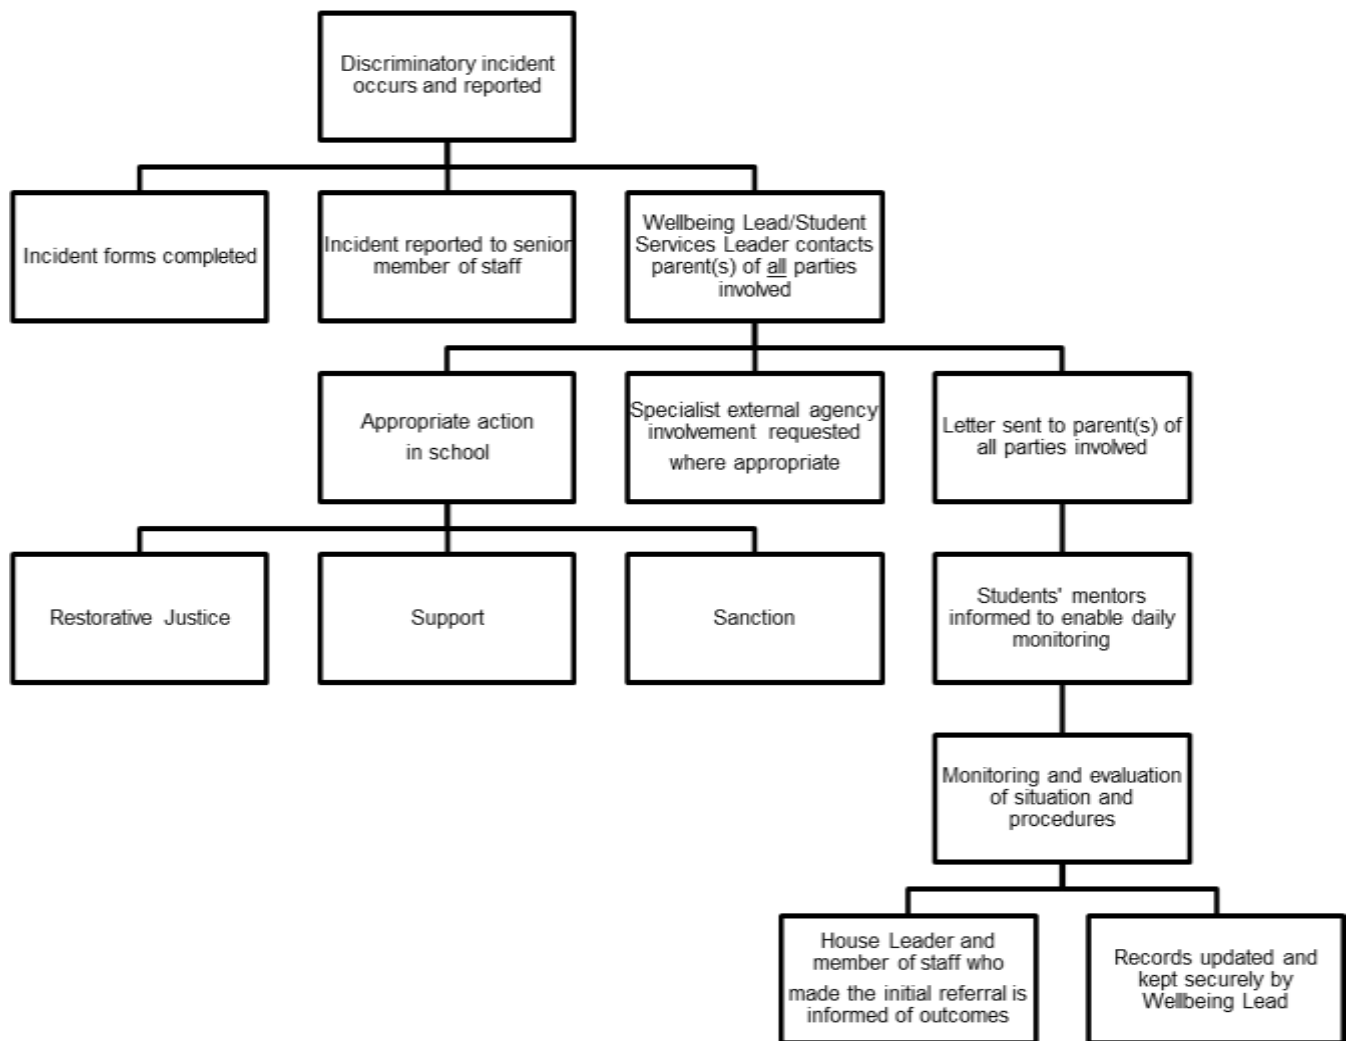 Discriminatory incident
occurs and reported
Incident forms completed
Incident reported to senior
member of staff
Wellbeing Lead/Student
Services Leader contacts
parent(s) of all parties
involved
Appropriate action
in school
Specialist external agency
involvement requested
where appropriate
Letter sent to parent(s) of
all parties involved
Restorative Justice
Support
Sanction
Students' mentors
informed to enable daily
monitoring
Monitoring and evaluation
of situation and
procedures
House Leader and
member of staff who
made the initial referral is
informed of outcomes
Records updated and
kept securely by
Wellbeing Lead